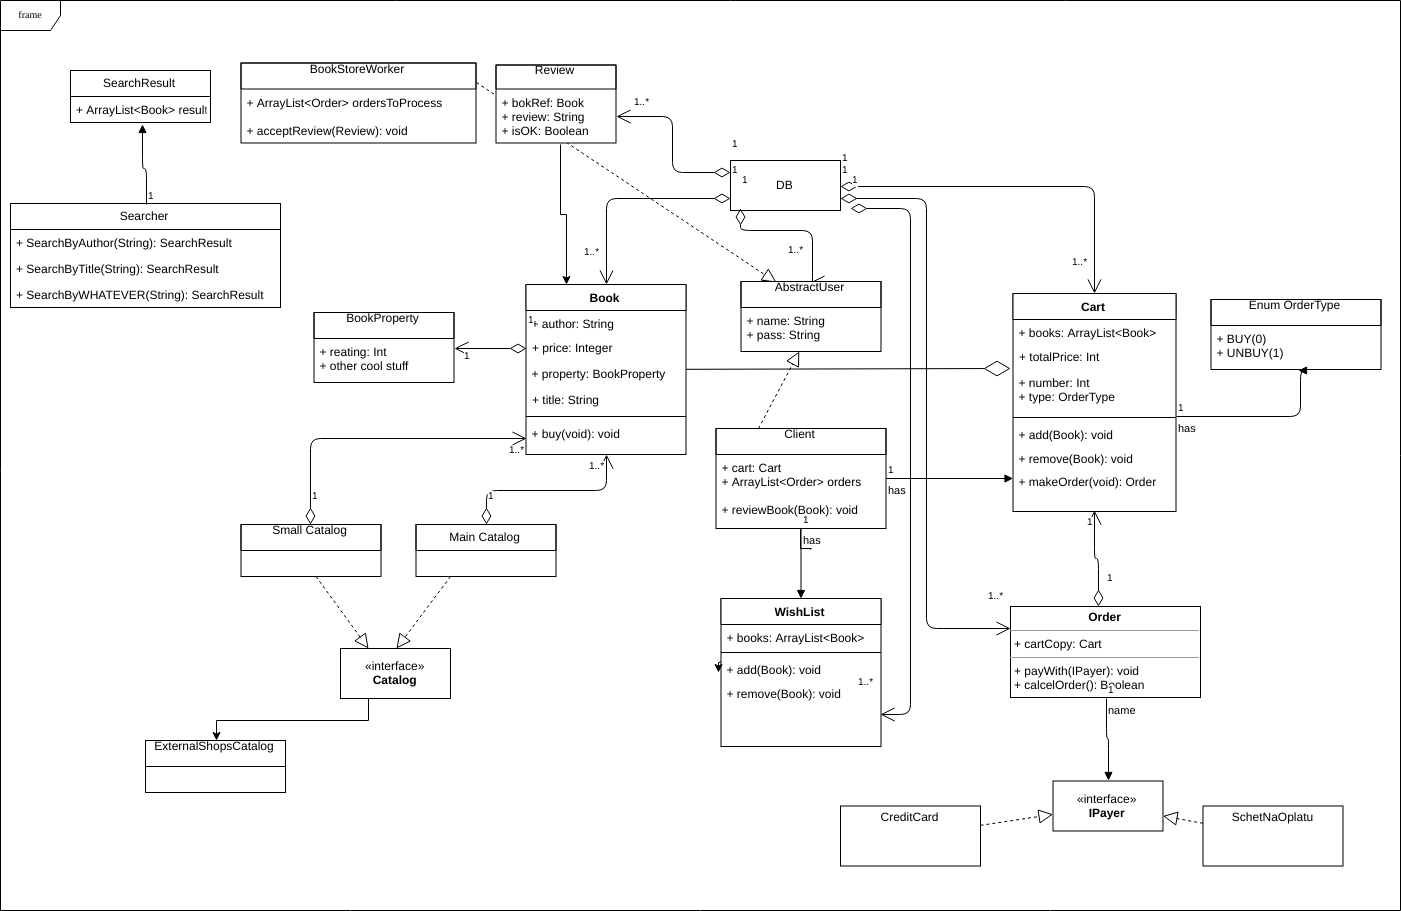 frame
SearchResult
+ ArrayList<Book> result
BookStoreWorker
+ ArrayList<Order> ordersToProcess
+ acceptReview(Review): void
Review
+ bokRef: Book
+ review: String
+ isOK: Boolean
1..*
1
1
1
DB
1
1
1
1
Searcher
+ SearchByAuthor(String): SearchResult
+ SearchByTitle(String): SearchResult
+ SearchByWHATEVER(String): SearchResult
1..*
1..*
1..*
BookProperty
+ reating: Int
+ other cool stuff
1
Book
1
+ author: String
+ price: Integer
+ property: BookProperty
+ title: String
+ buy(void): void
AbstractUser
+ name: String
+ pass: String
Cart
+ books: ArrayList<Book>
+ totalPrice: Int
+ number: Int
+ type: OrderType
+ add(Book): void
+ remove(Book): void
+ makeOrder(void): Order
Enum OrderType
+ BUY(0)
+ UNBUY(1)
1
has
1..*
1..*
1
1
Client
+ cart: Cart
+ ArrayList<Order> orders
+ reviewBook(Book): void
1
has
1
has
1
1
1..*
Small Catalog
Main Catalog
WishList
+ books: ArrayList<Book>
+ add(Book): void
+ remove(Book): void
1..*
Order
+ cartCopy: Cart
+ payWith(IPayer): void
+ calcelOrder(): Boolean
1
name
«interface»
Catalog
ExternalShopsCatalog
«interface»
IPayer
CreditCard
SchetNaOplatu